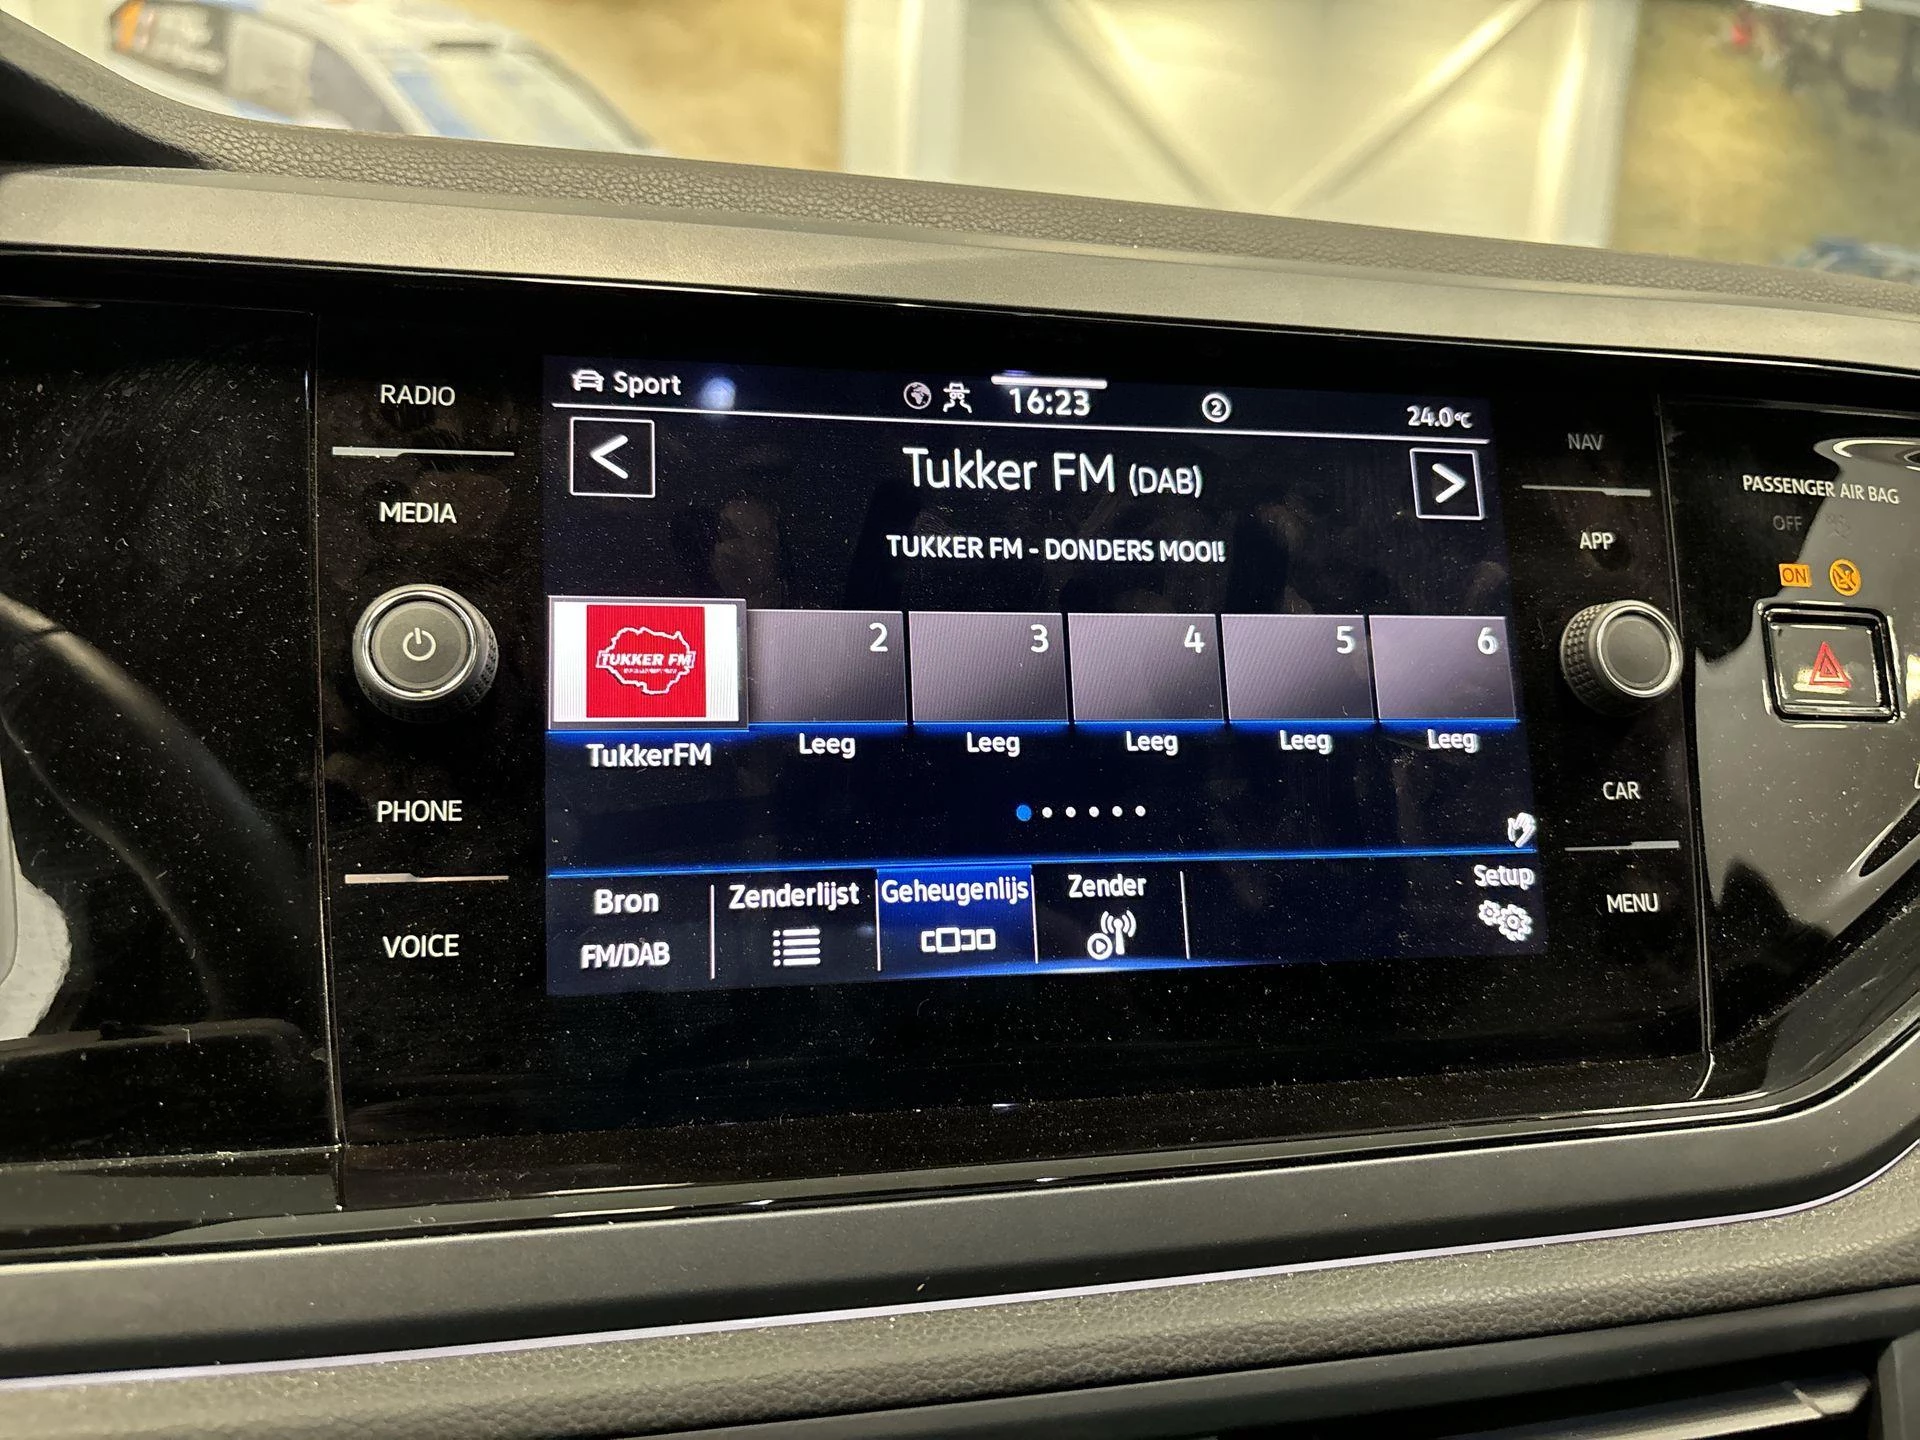 RADIO
MEDIA
PHONE
VOICE
Sport
16:23
2
24.0°C
Tukker FM (DAB)
TUKKER FM - DONDERS MOOI!
TUKKER FM
2
3
4
5
6
TukkerFM
Leeg
Leeg
Leeg
Leeg
Leeg
Bron
FM/DAB
Zenderlijst
Geheugenlijs
Zender
Setup
NAV
APP
CAR
MENU
PASSENGER AIR BAG
OFF
ON